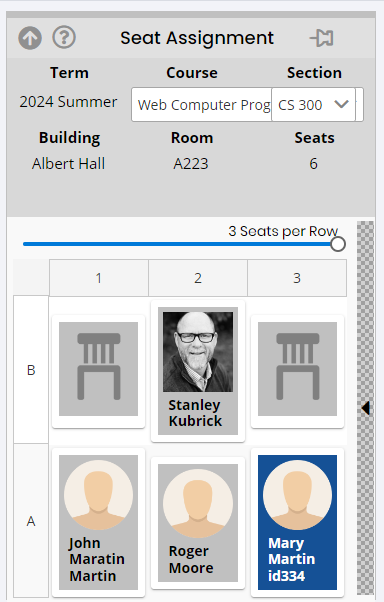 Seat Assignment
Term Course Section
2024 Summer Web Computer Prog CS 300
Building Room Seats
Albert Hall A223 6
3 Seats per Row
1 2 3
B
Stanley
Kubrick
A
John
Maratin
Martin
Roger
Moore
Mary
Martin
id334